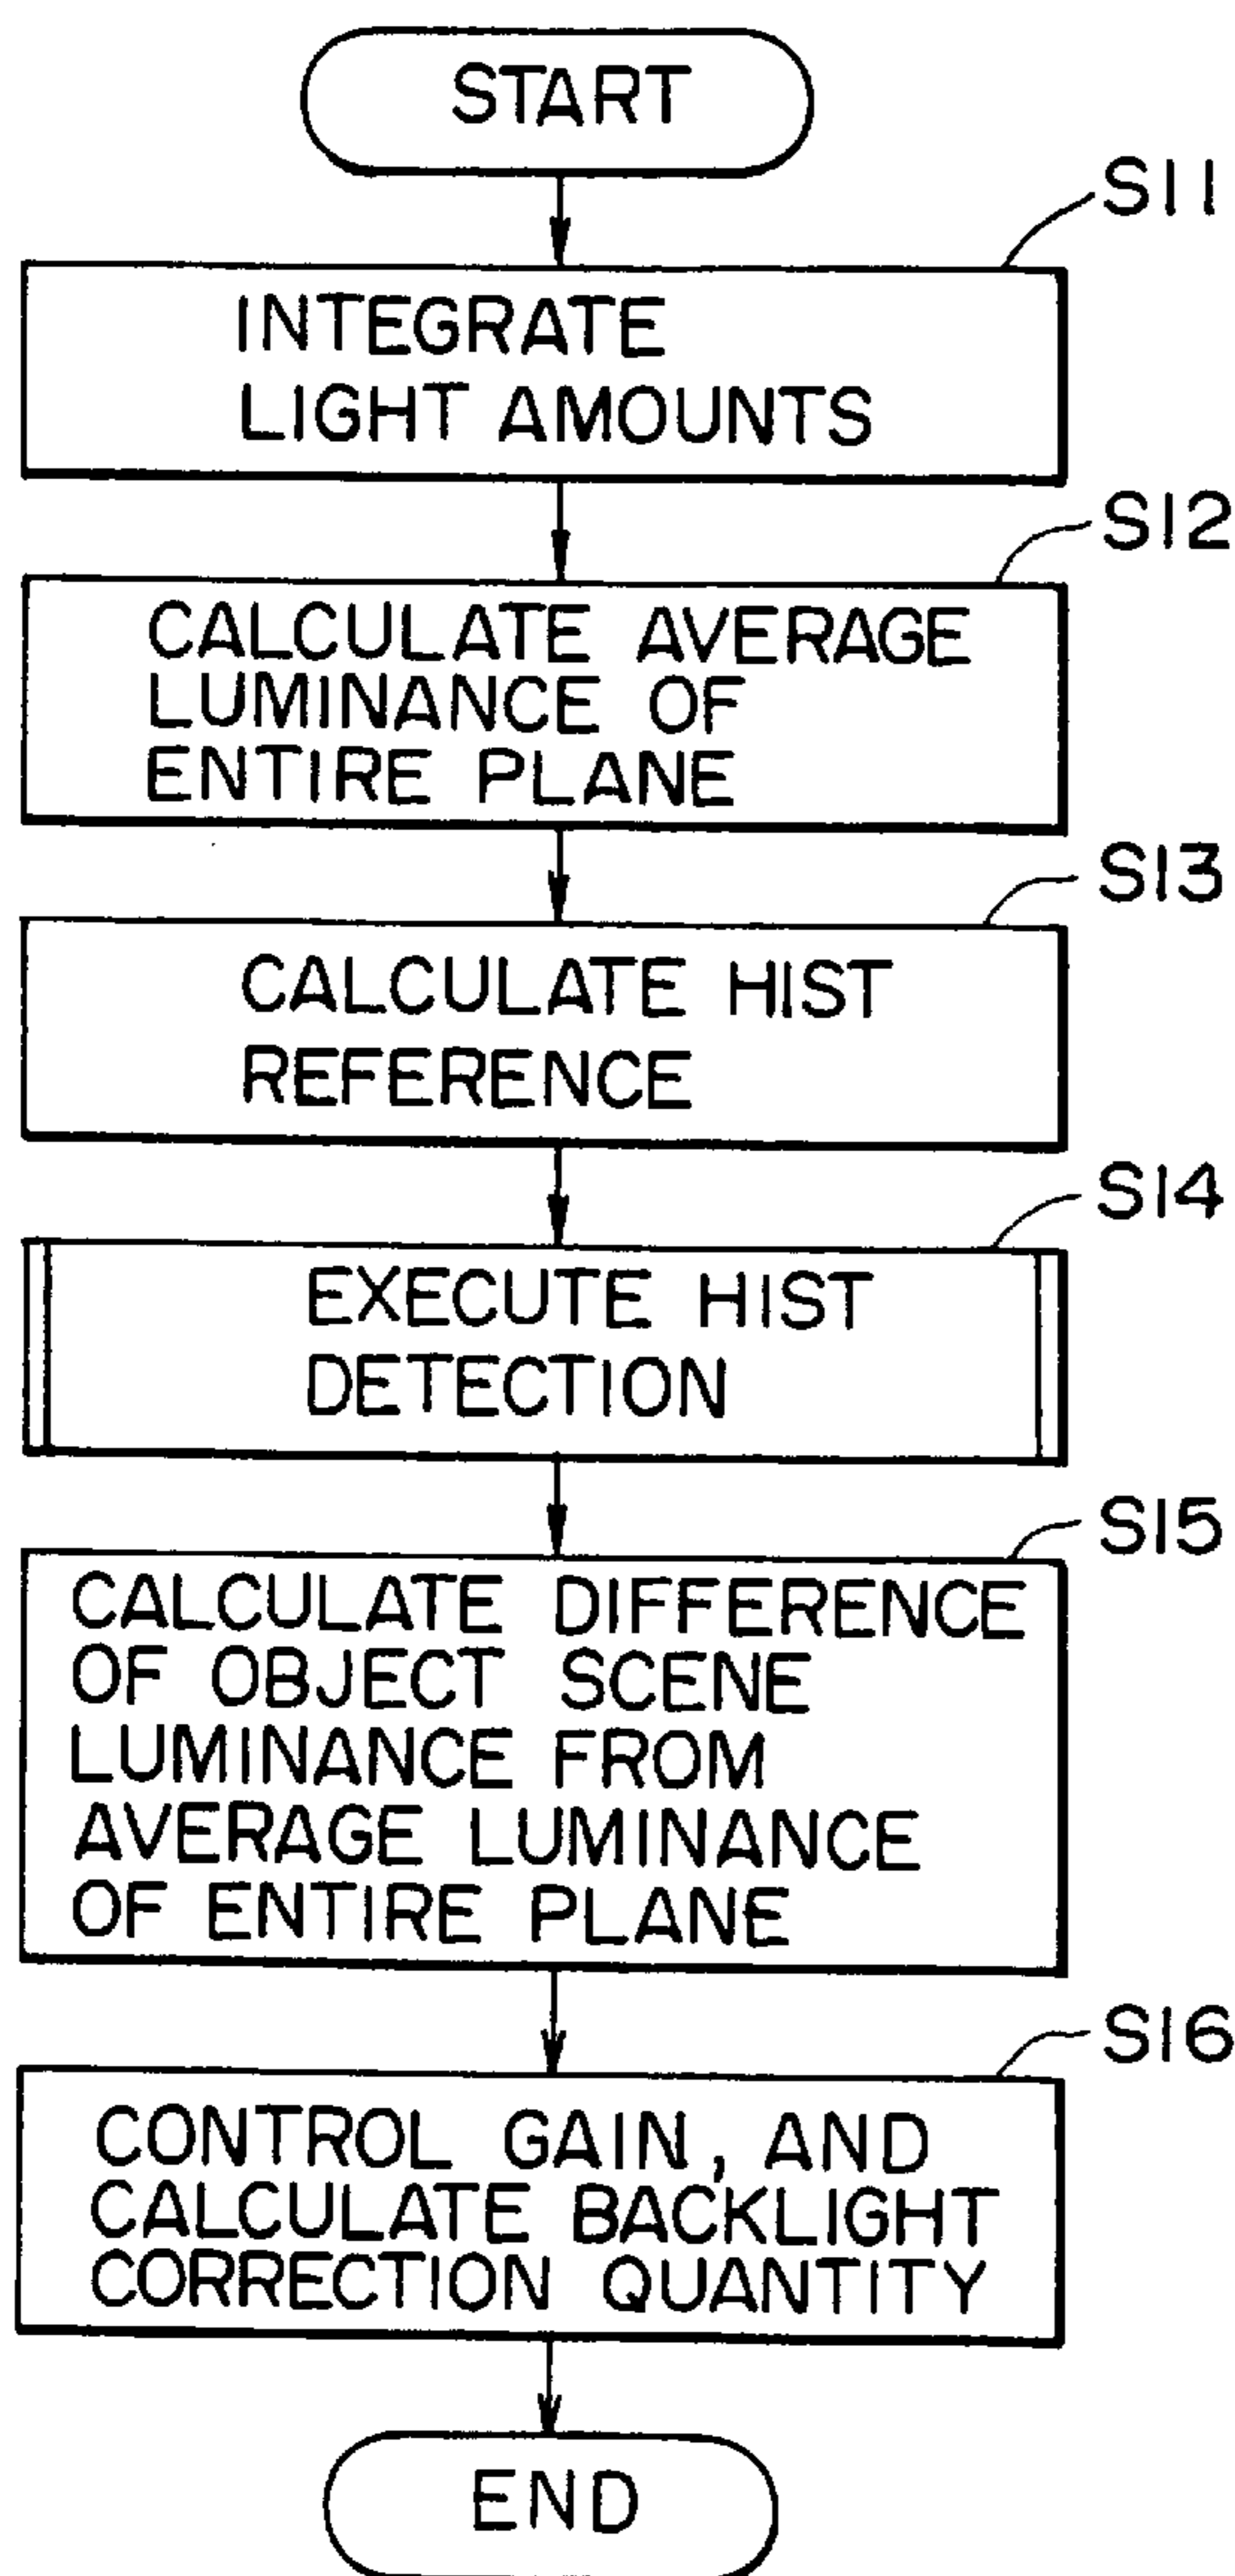 START
S11
INTEGRATE
LIGHT AMOUNTS
S12
CALCULATE AVERAGE
LUMINANCE OF
ENTIRE PLANE
S13
CALCULATE HIST
REFERENCE
S14
EXECUTE HIST
DETECTION
S15
CALCULATE DIFFERENCE
OF OBJECT SCENE
LUMINANCE FROM
AVERAGE LUMINANCE
OF ENTIRE PLANE
S16
CONTROL GAIN, AND
CALCULATE BACKLIGHT
CORRECTION QUANTITY
END